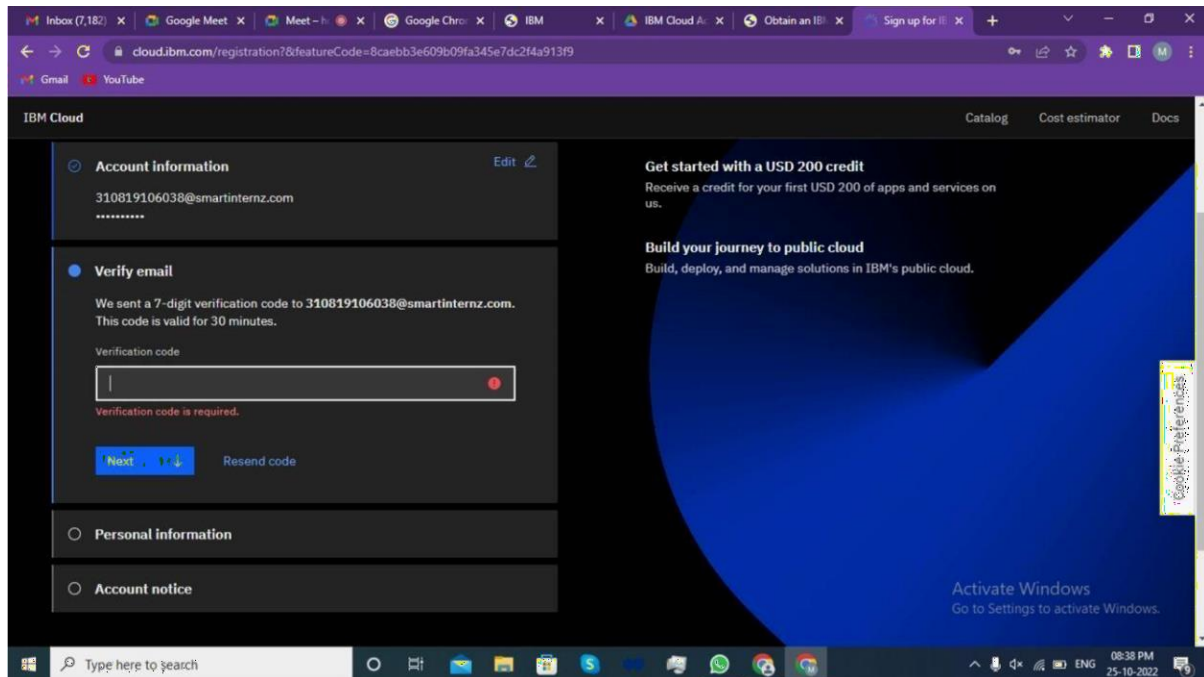 Inbox (7,182)
Google Meet
Meet – h
Google Chror
IBM
IBM Cloud Ac
Obtain an IB
Sign up for IE
cloud.ibm.com/registration?&featureCode=8caebb3e609b09fa345e7dc2f4a913f9
M
Gmail
YouTube
IBM Cloud
Catalog
Cost estimator
Docs
Account information
Edit
310819106038@smartinternz.com
••••••••••
Verify email
We sent a 7-digit verification code to 310819106038@smartinternz.com.
This code is valid for 30 minutes.
Verification code
Verification code is required.
Next
Resend code
Personal information
Account notice
Get started with a USD 200 credit
Receive a credit for your first USD 200 of apps and services on
us.
Build your journey to public cloud
Build, deploy, and manage solutions in IBM's public cloud.
Cookie Preferences
Activate Windows
Go to Settings to activate Windows.
Type here to search
ENG
08:38 PM
25-10-2022